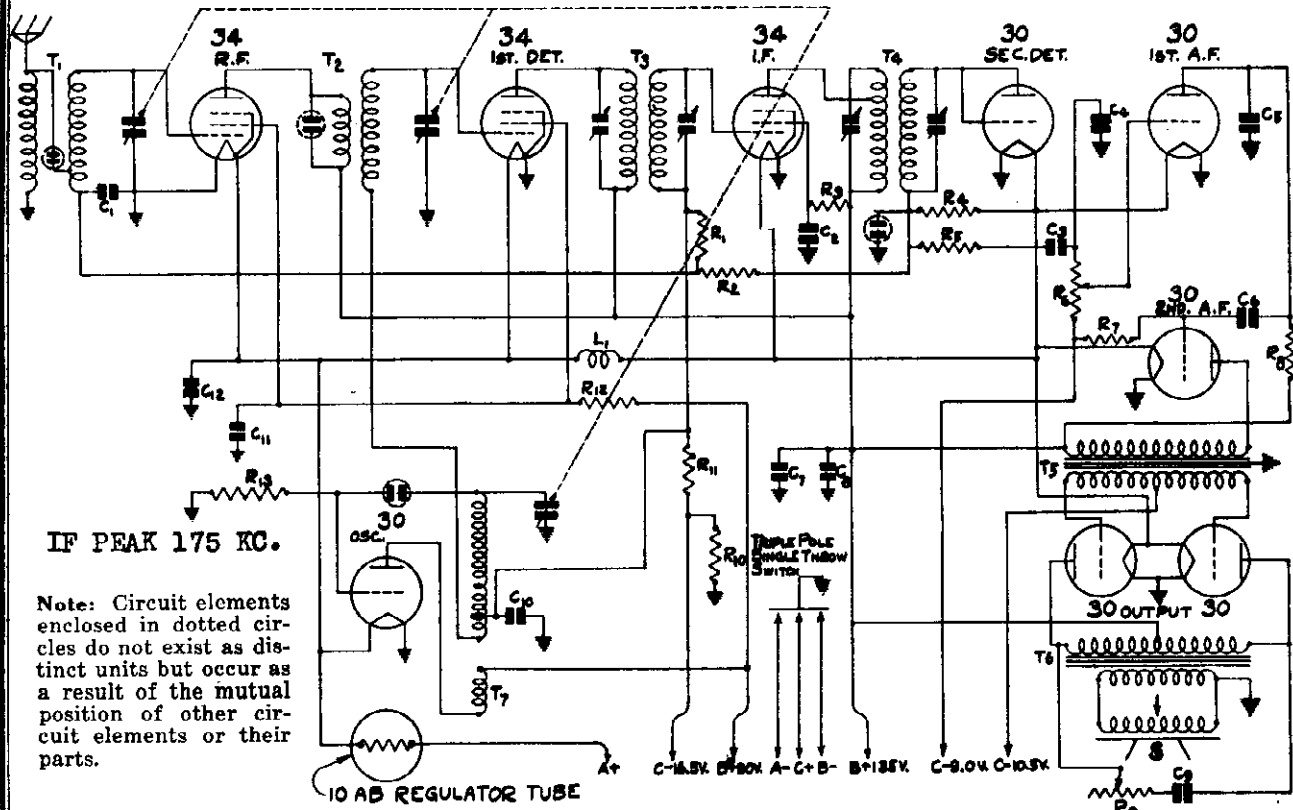 34
R.F.
34
1ST. DET.
34
I.F.
30
SEC. DET.
30
1ST. A.F.
T1
T2
T3
T4
C1
C2
C3
C4
C5
R1
R2
R3
R4
R5
R6
R7
30
2ND. A.F.
C6
R8
L1
R12
C12
C11
R13
30
OSC.
R11
C7
C8
T5
IF PEAK 175 KC.
TRIPLE POLE
SINGLE THROW
SWITCH
R10
C10
30 OUTPUT 30
T6
T7
Note: Circuit elements
enclosed in dotted cir-
cles do not exist as dis-
tinct units but occur as
a result of the mutual
position of other cir-
cuit elements or their
parts.
S
A+ C-16.5V. B+90V. A- C+ B- B+135V. C-9.0V. C-10.5V.
10 AB REGULATOR TUBE
R9
C9